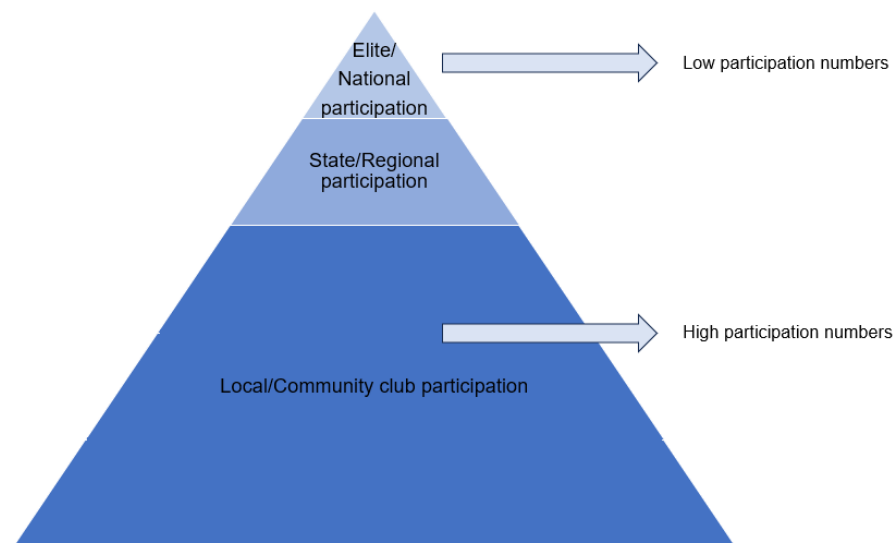 Elite/
National
participation
Low participation numbers
State/Regional
participation
High participation numbers
Local/Community club participation